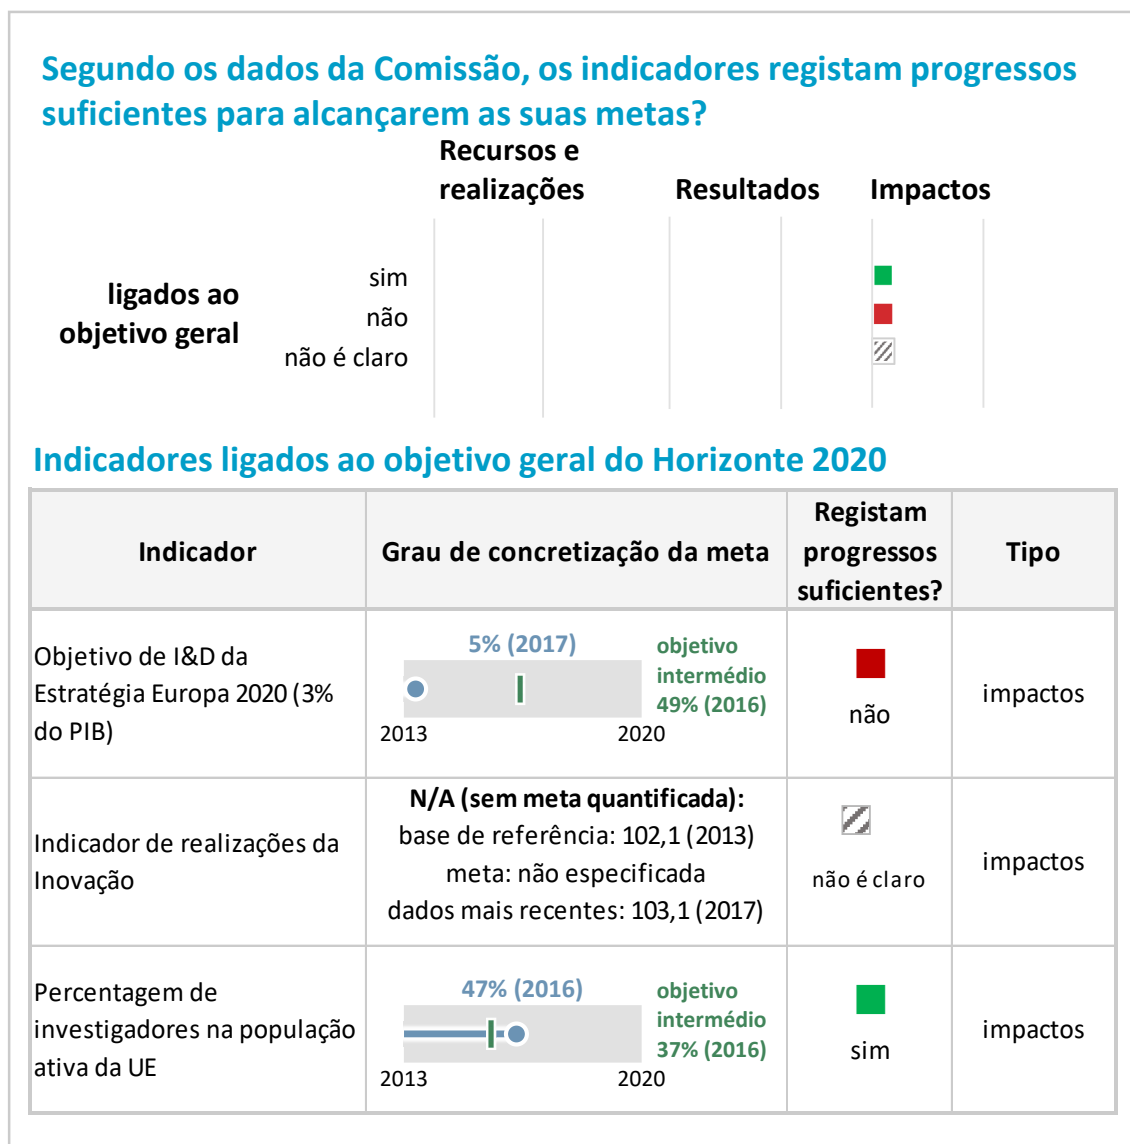 Segundo os dados da Comissão, os indicadores registam progressos
suficientes para alcançarem as suas metas?
Recursos e
realizações
Resultados
Impactos
ligados ao
objetivo geral
sim
não
não é claro
Indicadores ligados ao objetivo geral do Horizonte 2020
Indicador
Grau de concretização da meta
Registam
progressos
suficientes?
Tipo
Objetivo de I&D da
Estratégia Europa 2020 (3%
do PIB)
5% (2017)
objetivo
intermédio
49% (2016)
2013
2020
não
impactos
Indicador de realizações da
Inovação
N/A (sem meta quantificada):
base de referência: 102,1 (2013)
meta: não especificada
dados mais recentes: 103,1 (2017)
não é claro
impactos
Percentagem de
investigadores na população
ativa da UE
47% (2016)
objetivo
intermédio
37% (2016)
2013
2020
sim
impactos